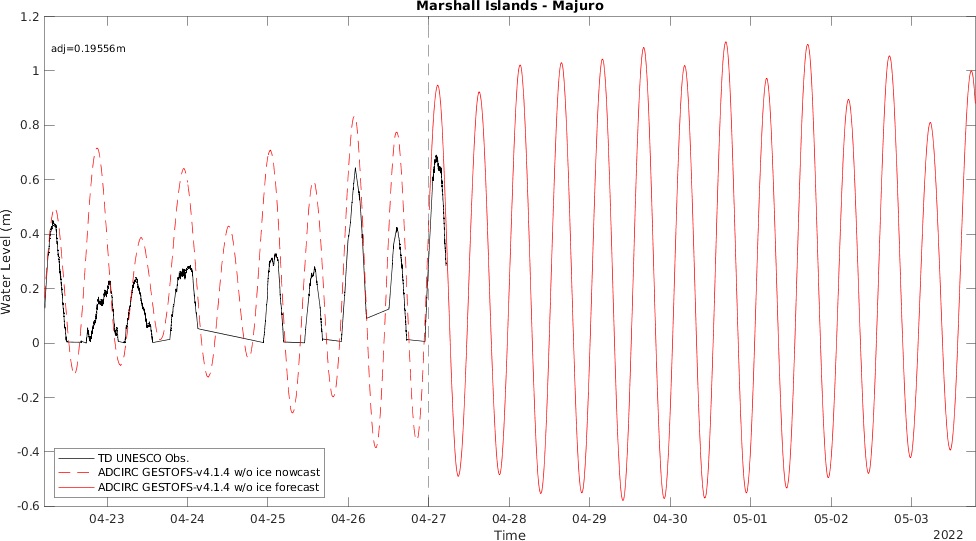 Marshall Islands - Majuro
adj=0.19556m
Water Level (m)
1.2
1
0.8
0.6
0.4
0.2
0
-0.2
-0.4
-0.6
TD UNESCO Obs.
ADCIRC GESTOFS-v4.1.4 w/o ice nowcast
ADCIRC GESTOFS-v4.1.4 w/o ice forecast
04-23 04-24 04-25 04-26 04-27 04-28 04-29 04-30 05-01 05-02 05-03
Time
2022